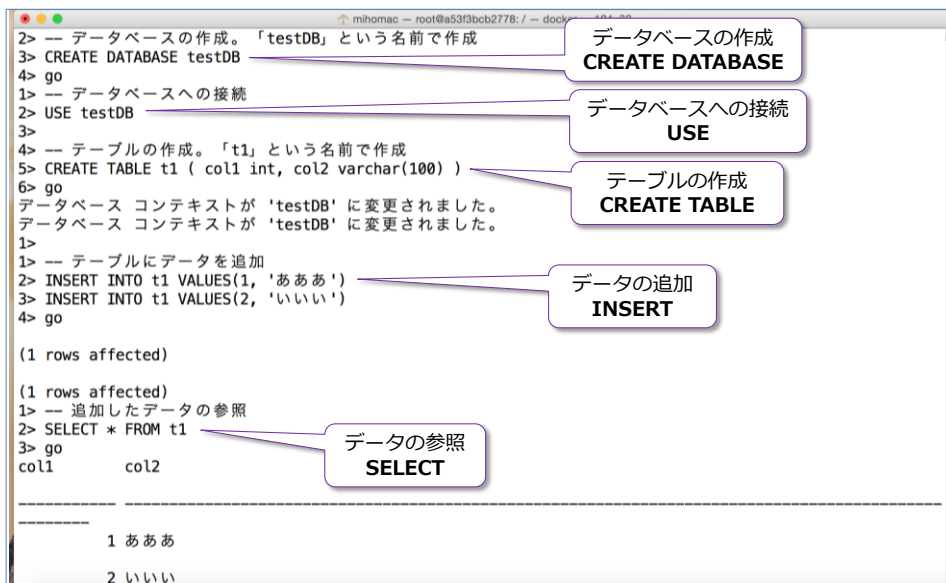 mihomac — root@a53f3bcb2778: / —
2> -- データベースの作成。「testDB」という名前で作成
3> CREATE DATABASE testDB
4> go
1> -- データベースへの接続
2> USE testDB
3>
4> -- テーブルの作成。「t1」という名前で作成
5> CREATE TABLE t1 ( col1 int, col2 varchar(100) )
6> go
データベース コンテキストが 'testDB' に変更されました。
データベース コンテキストが 'testDB' に変更されました。
1>
1> -- テーブルにデータを追加
2> INSERT INTO t1 VALUES(1, 'あああ')
3> INSERT INTO t1 VALUES(2, 'いいい')
4> go
(1 rows affected)
(1 rows affected)
1> -- 追加したデータの参照
2> SELECT * FROM t1
3> go
col1 col2
----------- ----------------------------------------------------------------------------------------------------
1 あああ
2 いいい
データベースの作成
CREATE DATABASE
データベースへの接続
USE
テーブルの作成
CREATE TABLE
データの追加
INSERT
データの参照
SELECT